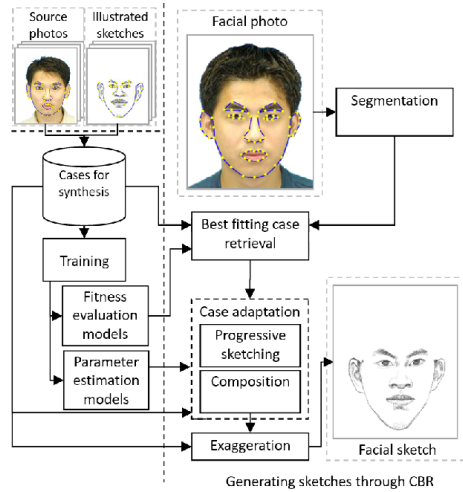 Source
photos
Illustrated
sketches
Facial photo
Segmentation
Cases for
synthesis
Best fitting case
retrieval
Training
Fitness
evaluation
models
Case adaptation
Progressive
sketching
Parameter
estimation
models
Composition
Exaggeration
Facial sketch
Generating sketches through CBR